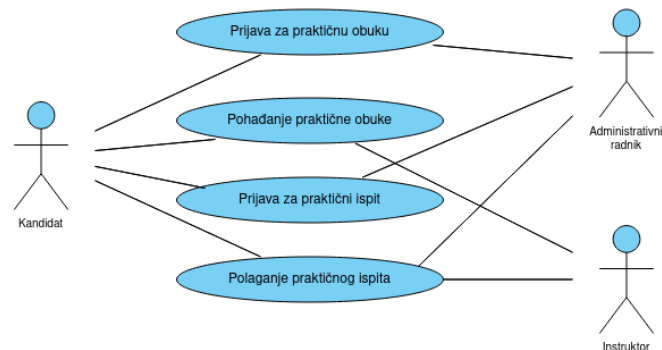 Prijava za praktičnu obuku
Pohađanje praktične obuke
Prijava za praktični ispit
Polaganje praktičnog ispita
Kandidat
Administrativni
radnik
Instruktor